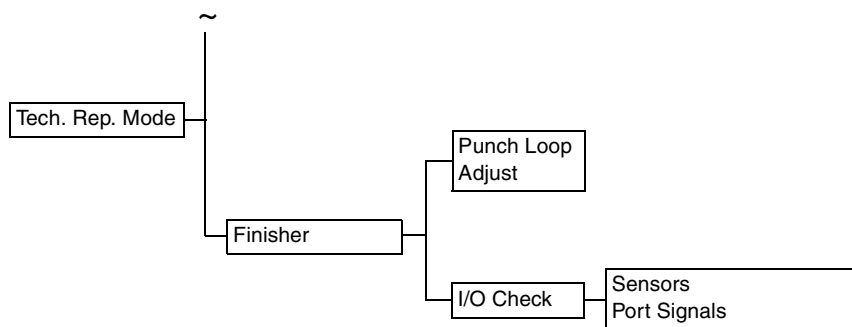 ~
Tech. Rep. Mode
Punch Loop
Adjust
Finisher
I/O Check
Sensors
Port Signals